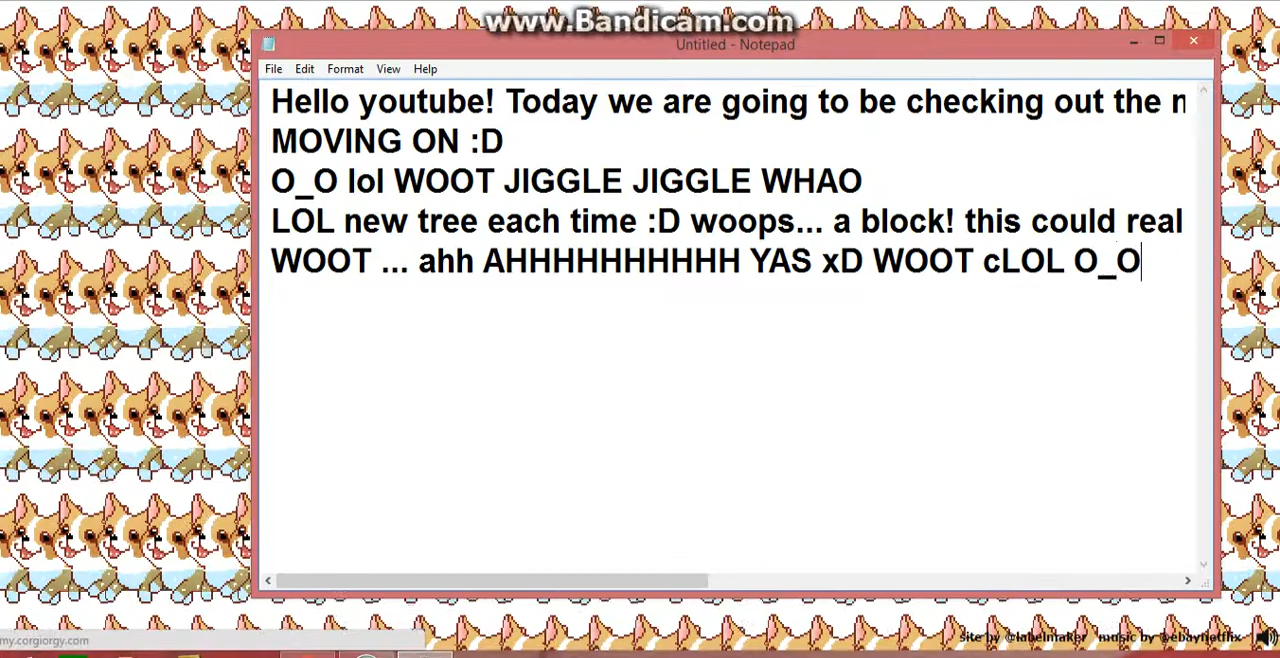 www.Bandicam.com
Untitled - Notepad
File Edit Format View Help
Hello youtube! Today we are going to be checking out the
MOVING ON :D
O_O lol WOOT JIGGLE JIGGLE WHAO
LOL new tree each time :D woops... a block! this could real
WOOT ... ahh AHHHHHHHHHH YAS xD WOOT cLOL O_O
my.corgiorgy.com
site by @labelmaker music by @ebaynetflix